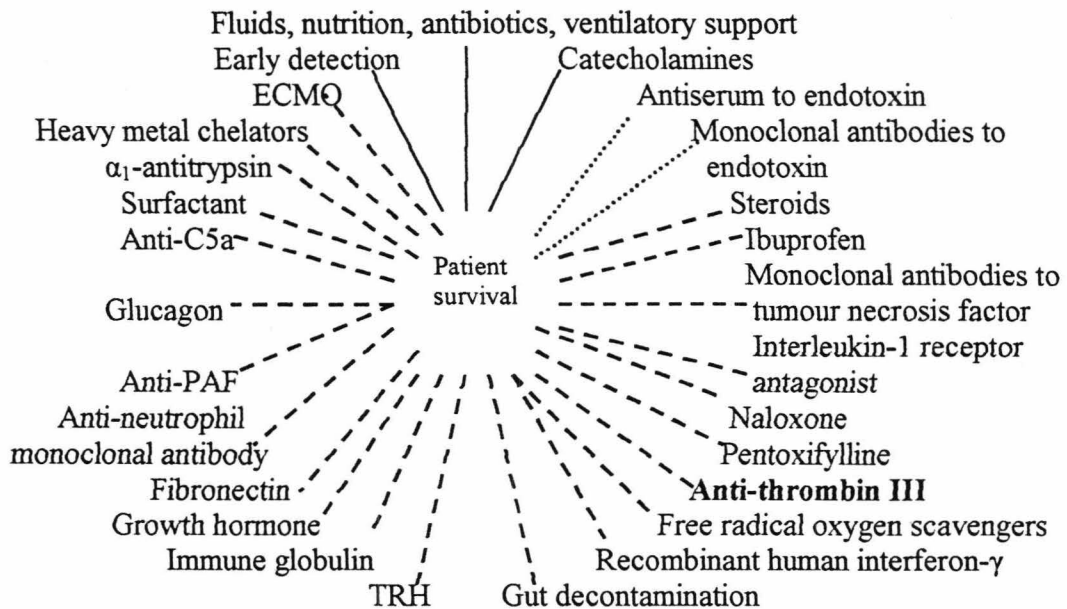 Fluids, nutrition, antibiotics, ventilatory support
Early detection
Catecholamines
ECMO
Antiserum to endotoxin
Heavy metal chelators
Monoclonal antibodies to
endotoxin
α₁-antitrypsin
Surfactant
Steroids
Anti-C5a
Ibuprofen
Patient
survival
Monoclonal antibodies to
tumour necrosis factor
Glucagon
Interleukin-1 receptor
antagonist
Anti-PAF
Naloxone
Anti-neutrophil
monoclonal antibody
Pentoxifylline
Fibronectin
Anti-thrombin III
Growth hormone
Free radical oxygen scavengers
Immune globulin
Recombinant human interferon-γ
TRH
Gut decontamination